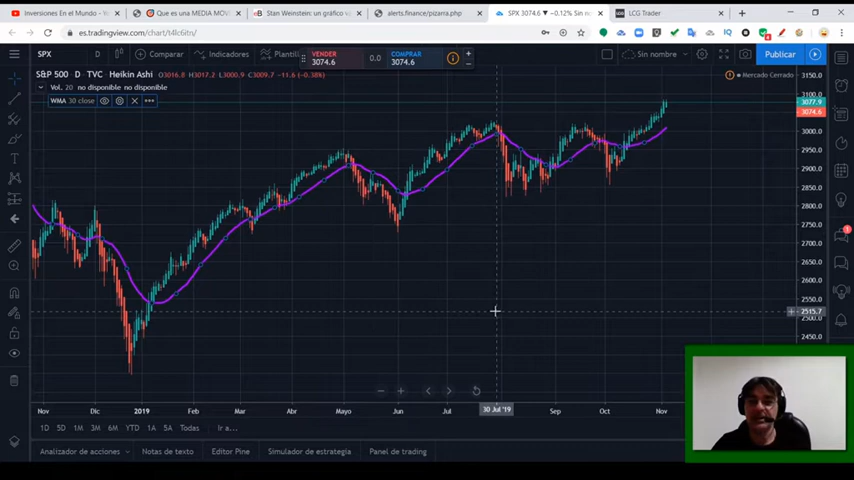 Inversiones En el Mundo - Y
Que es una MEDIA MOV
Stan Weinstein: un gráfico v
alerts.finance/pizarra.php
SPX 3074.6 ▼ −0.12% Sin n
LCG Trader
es.tradingview.com/chart/t4lc6itn/
SPX
D
Comparar
Indicadores
Plantill
VENDER
3074.6
0.0
COMPRAR
3074.6
Sin nombre
Publicar
S&P 500 · D · TVC · Heikin Ashi
O3016.8 H3017.2 L3000.9 C3009.7 −11.6 (−0.38%)
Mercado Cerrado
Vol. 20 no disponible no disponible
WMA 30 close
3150.0
3100.0
3077.9
3074.6
3000.0
2950.0
2900.0
2850.0
2800.0
2750.0
2700.0
2650.0
2600.0
2550.0
2515.7
2500.0
2450.0
1
Nov
Dic
2019
Feb
Mar
Abr
Mayo
Jun
Jul
30 Jul '19
Sep
Oct
Nov
1D 5D 1M 3M 6M YTD 1A 5A Todas Ir a...
Analizador de acciones
Notas de texto
Editor Pine
Simulador de estrategia
Panel de trading